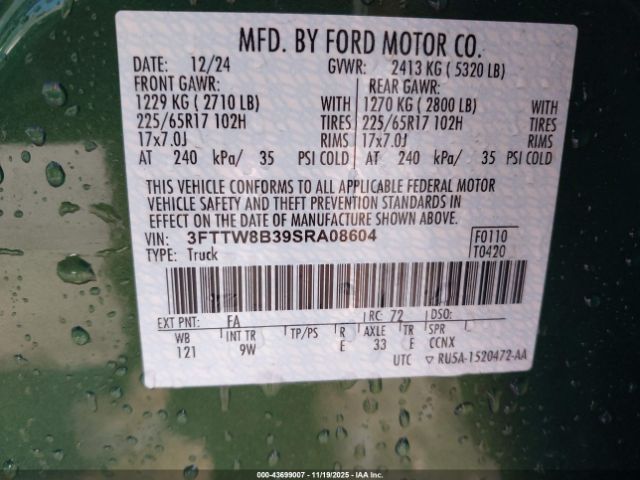 MFD. BY FORD MOTOR CO.
DATE: 12/24 GVWR: 2413 KG ( 5320 LB)
FRONT GAWR: REAR GAWR:
1229 KG ( 2710 LB) WITH 1270 KG ( 2800 LB) WITH
225/65R17 102H TIRES 225/65R17 102H TIRES
17x7.0J RIMS 17x7.0J RIMS
AT 240 kPa/ 35 PSI COLD AT 240 kPa/ 35 PSI COLD
THIS VEHICLE CONFORMS TO ALL APPLICABLE FEDERAL MOTOR
VEHICLE SAFETY AND THEFT PREVENTION STANDARDS IN
EFFECT ON THE DATE OF MANUFACTURE SHOWN ABOVE.
VIN: 3FTTW8B39SRA08604 F0110
TYPE: Truck T0420
EXT PNT: FA RC: 72 DSO:
WB INT TR TP/PS R AXLE TR SPR
121 9W E 33 E CCNX
UTC ▽ RU5A-1520472-AA
000-43699007 - 11/19/2025 - IAA Inc.